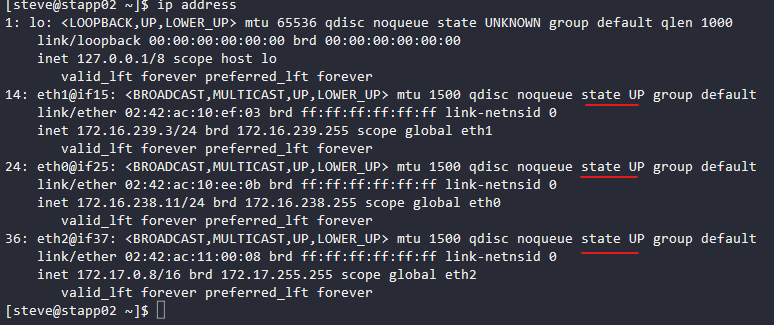 [steve@stapp02 ~]$ ip address
1: lo: <LOOPBACK,UP,LOWER_UP> mtu 65536 qdisc noqueue state UNKNOWN group default qlen 1000
link/loopback 00:00:00:00:00:00 brd 00:00:00:00:00:00
inet 127.0.0.1/8 scope host lo
valid_lft forever preferred_lft forever
14: eth1@if15: <BROADCAST,MULTICAST,UP,LOWER_UP> mtu 1500 qdisc noqueue state UP group default
link/ether 02:42:ac:10:ef:03 brd ff:ff:ff:ff:ff:ff link-netnsid 0
inet 172.16.239.3/24 brd 172.16.239.255 scope global eth1
valid_lft forever preferred_lft forever
24: eth0@if25: <BROADCAST,MULTICAST,UP,LOWER_UP> mtu 1500 qdisc noqueue state UP group default
link/ether 02:42:ac:10:ee:0b brd ff:ff:ff:ff:ff:ff link-netnsid 0
inet 172.16.238.11/24 brd 172.16.238.255 scope global eth0
valid_lft forever preferred_lft forever
36: eth2@if37: <BROADCAST,MULTICAST,UP,LOWER_UP> mtu 1500 qdisc noqueue state UP group default
link/ether 02:42:ac:11:00:08 brd ff:ff:ff:ff:ff:ff link-netnsid 0
inet 172.17.0.8/16 brd 172.17.255.255 scope global eth2
valid_lft forever preferred_lft forever
[steve@stapp02 ~]$